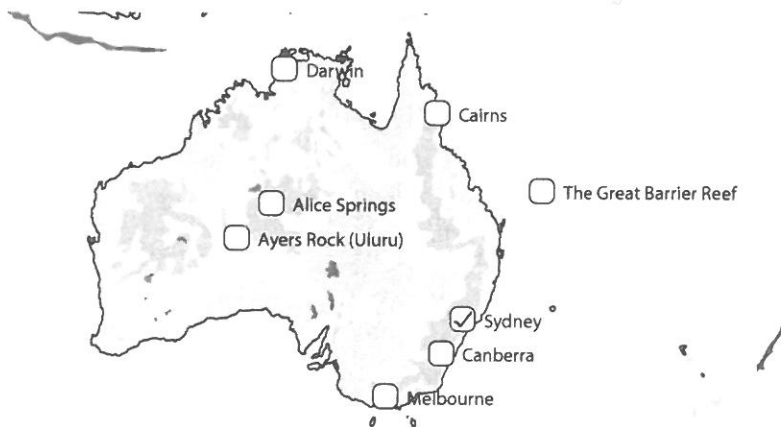 Darwin
Cairns
The Great Barrier Reef
Alice Springs
Ayers Rock (Uluru)
Sydney
Canberra
Melbourne